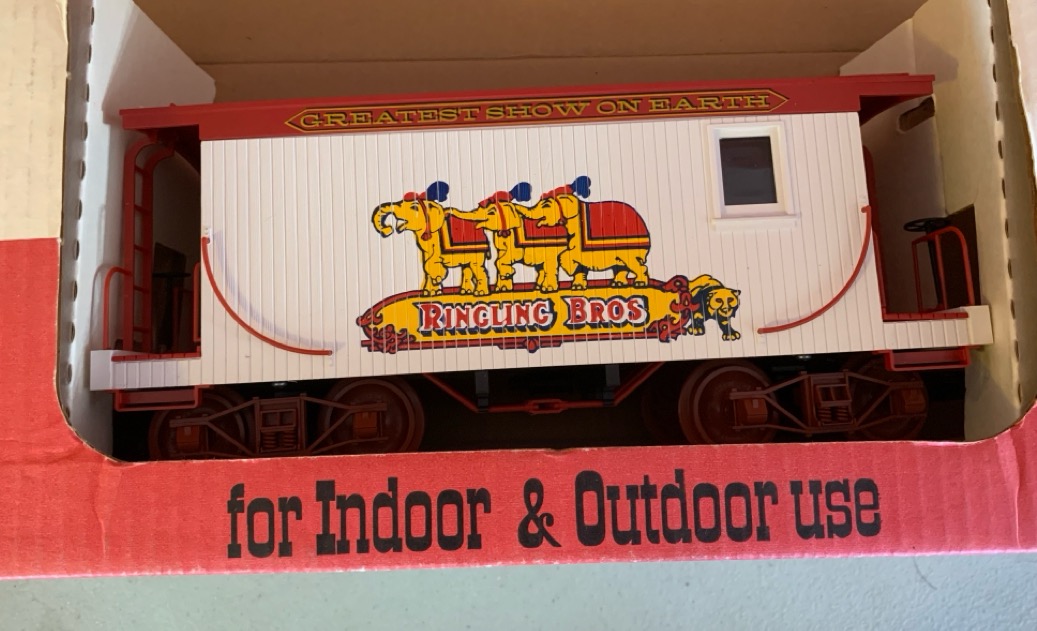 GREATEST SHOW ON EARTH
RINGLING BROS
for Indoor & Outdoor use